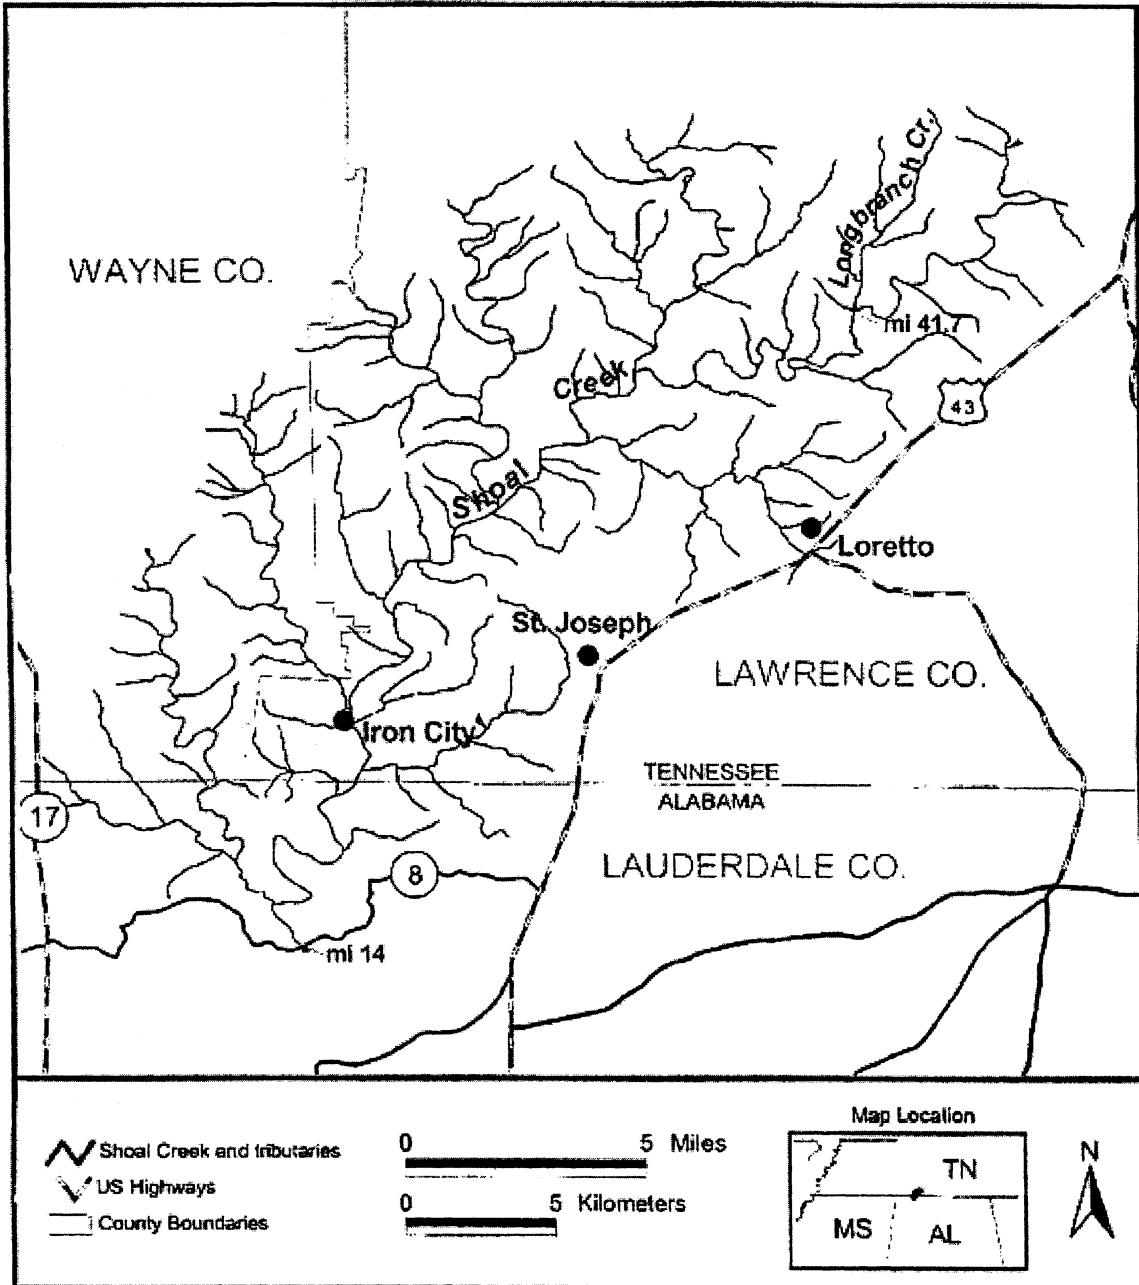 Longbranch Cr.
WAYNE CO.
mi 41.7
Creek
43
Shoal
Loretto
St. Joseph
LAWRENCE CO.
Iron City
TENNESSEE
ALABAMA
17
LAUDERDALE CO.
8
mi 14
Map Location
0 5 Miles
Shoal Creek and tributaries
N
TN
US Highways
0 5 Kilometers
County Boundaries
MS AL